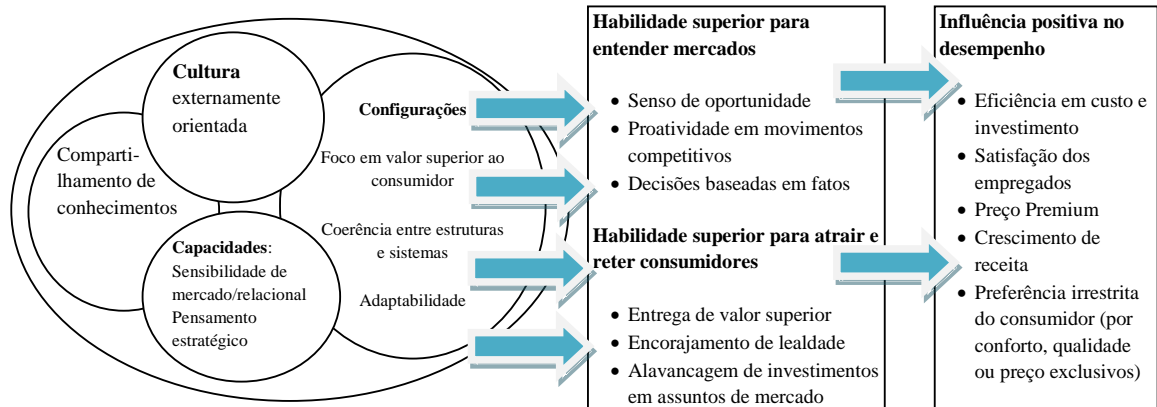 Cultura
externamente
orientada
Comparti-
lhamento de
conhecimentos
Capacidades:
Sensibilidade de
mercado/relacional
Pensamento
estratégico
Configurações
Foco em valor superior ao
consumidor
Coerência entre estruturas
e sistemas
Adaptabilidade
Habilidade superior para
entender mercados
• Senso de oportunidade
• Proatividade em movimentos
competitivos
• Decisões baseadas em fatos
Habilidade superior para atrair e
reter consumidores
• Entrega de valor superior
• Encorajamento de lealdade
• Alavancagem de investimentos
em assuntos de mercado
Influência positiva no
desempenho
• Eficiência em custo e
investimento
• Satisfação dos
empregados
• Preço Premium
• Crescimento de
receita
• Preferência irrestrita
do consumidor (por
conforto, qualidade
ou preço exclusivos)